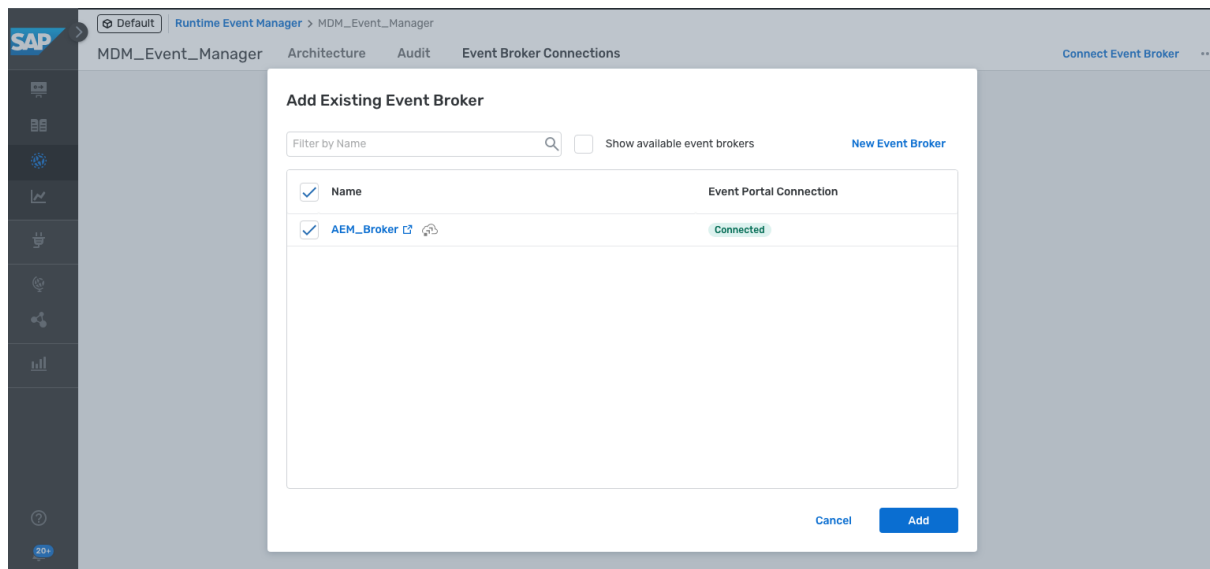 SAP
Default Runtime Event Manager > MDM_Event_Manager
MDM_Event_Manager Architecture Audit Event Broker Connections Connect Event Broker
Add Existing Event Broker
Filter by Name Show available event brokers New Event Broker
Name Event Portal Connection
AEM_Broker Connected
Cancel Add
20+